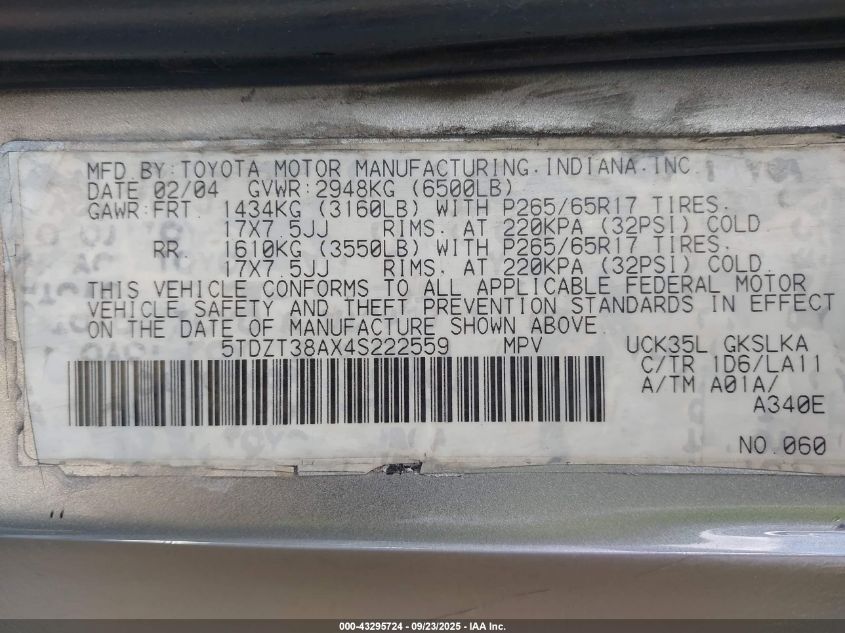 MFD.BY:TOYOTA MOTOR MANUFACTURING.INDIANA.INC.
DATE 02/04 GVWR:2948KG (6500LB)
GAWR:FRT. 1434KG (3160LB) WITH P265/65R17 TIRES.
17X7.5JJ RIMS. AT 220KPA (32PSI) COLD.
RR. 1610KG (3550LB) WITH P265/65R17 TIRES.
17X7.5JJ RIMS. AT 220KPA (32PSI) COLD.
THIS VEHICLE CONFORMS TO ALL APPLICABLE FEDERAL MOTOR
VEHICLE SAFETY AND THEFT PREVENTION STANDARDS IN EFFECT
ON THE DATE OF MANUFACTURE SHOWN ABOVE.
5TDZT38AX4S222559 MPV UCK35L GKSLKA
C/TR 1D6/LA11
A/TM A01A/
A340E
NO.060
000-43295724 - 09/23/2025 - IAA Inc.